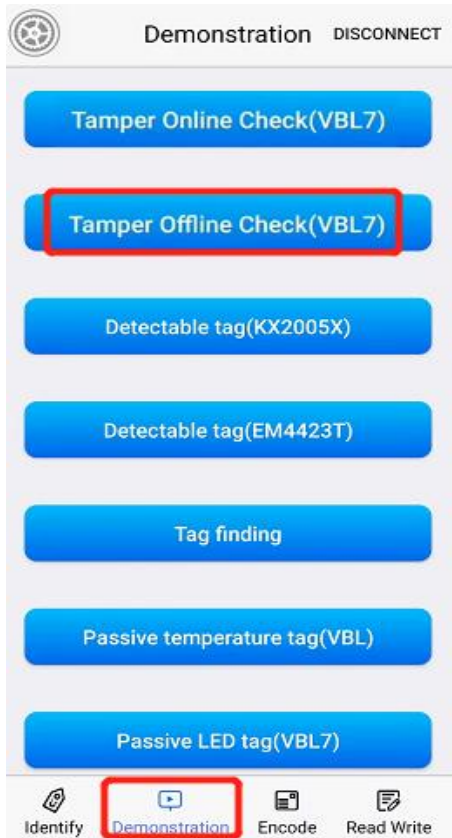 Demonstration DISCONNECT
Tamper Online Check(VBL7)
Tamper Offline Check(VBL7)
Detectable tag(KX2005X)
Detectable tag(EM4423T)
Tag finding
Passive temperature tag(VBL)
Passive LED tag(VBL7)
Identify Demonstration Encode Read Write